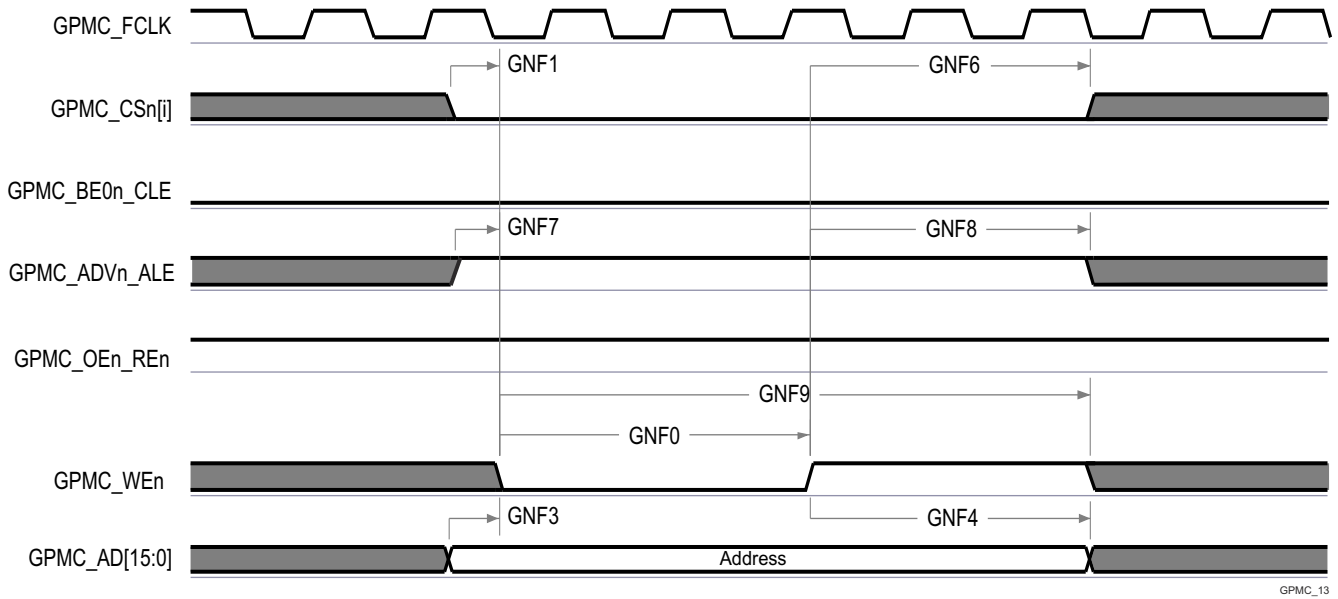 GPMC_FCLK
GNF1
GNF6
GPMC_CSn[i]
GPMC_BE0n_CLE
GNF7
GNF8
GPMC_ADVn_ALE
GPMC_OEn_REn
GNF9
GNF0
GPMC_WEn
GNF3
GNF4
GPMC_AD[15:0]
Address
GPMC_13